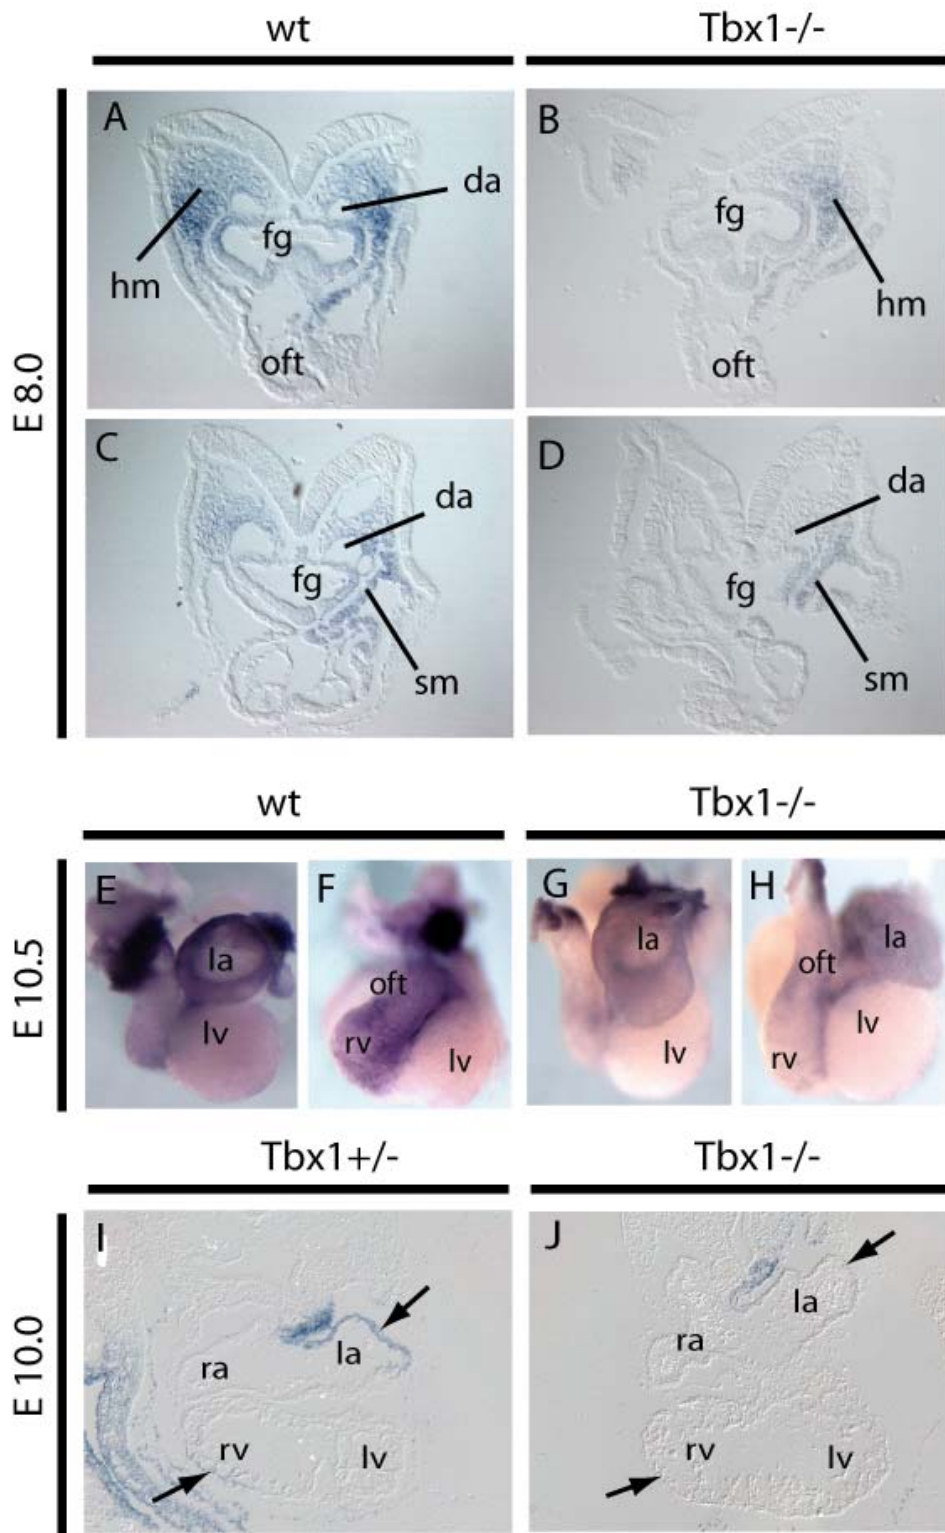 wt Tbx1-/-
E 8.0
A B
da
fg fg
hm hm
oft oft
C D
da da
fg fg
sm sm
wt Tbx1-/-
E 10.5
E F G H
la la la
oft oft
lv rv lv lv rv lv
Tbx1+/- Tbx1-/-
E 10.0
I J
la la
ra ra
rv lv rv lv